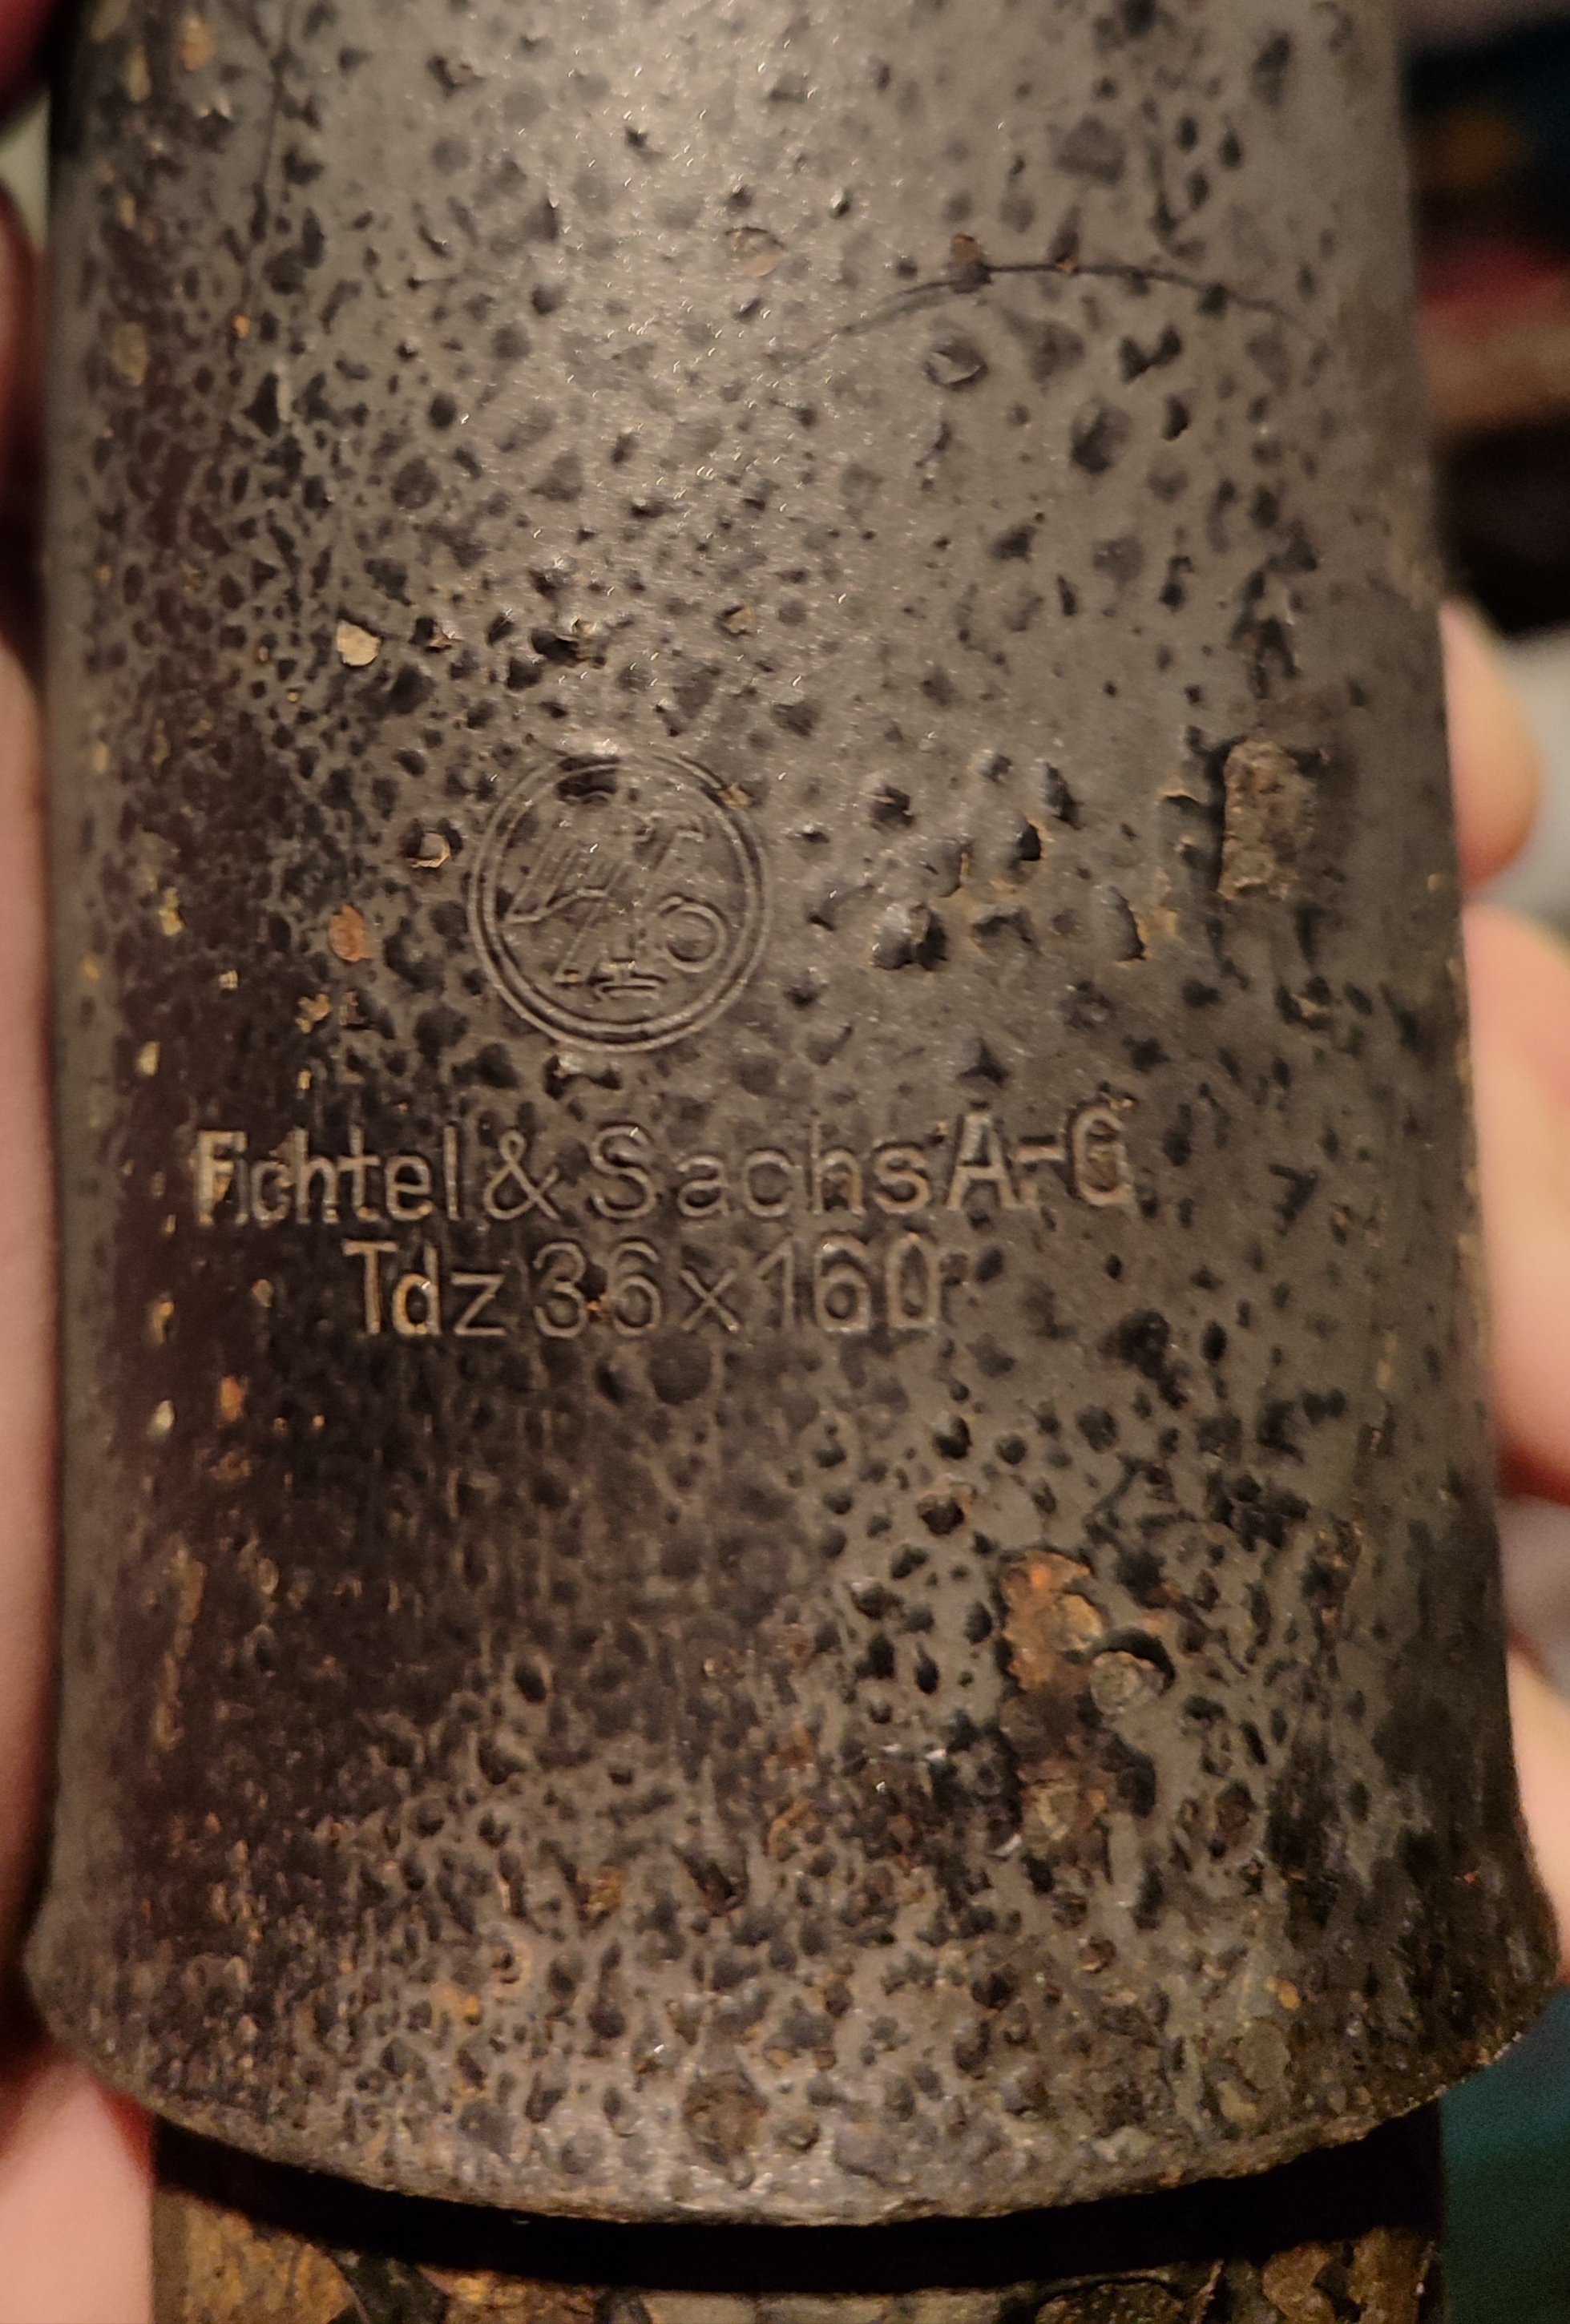 Fichtel & Sachs A-G
Tdz 36x160